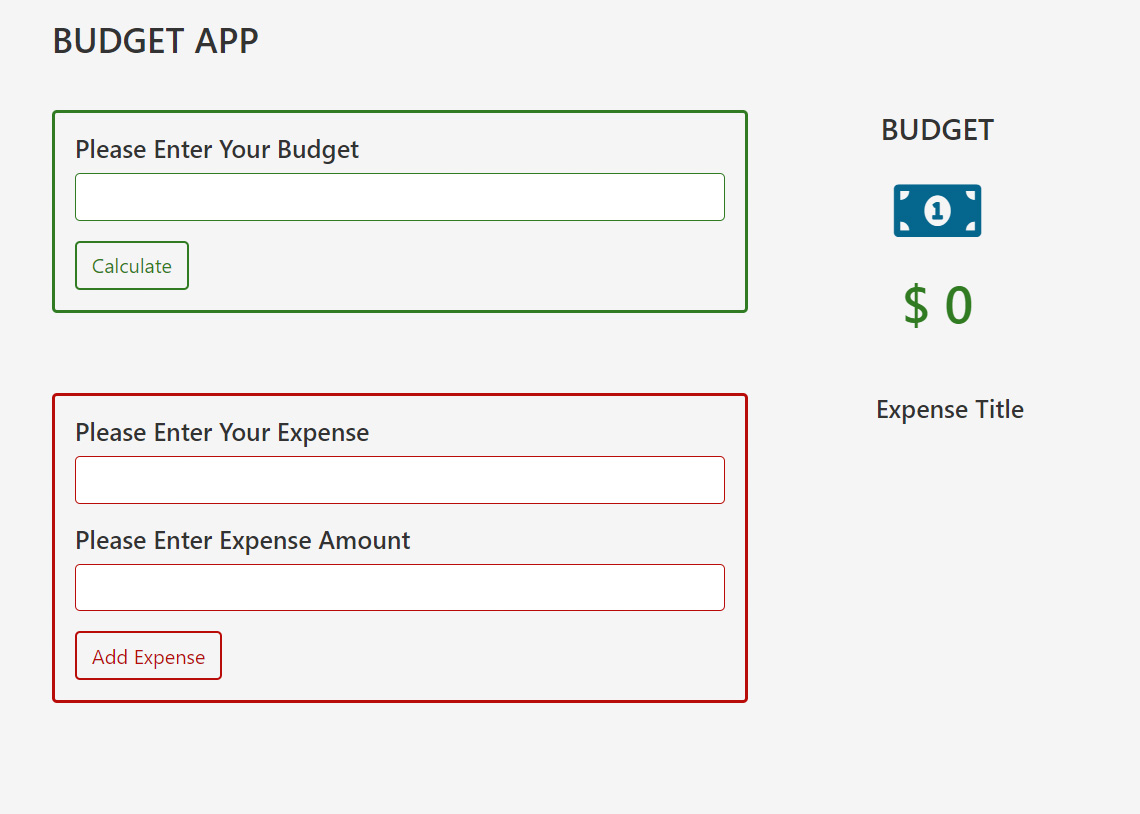 BUDGET APP
Please Enter Your Budget
Calculate
BUDGET
1
$ 0
Please Enter Your Expense
Please Enter Expense Amount
Add Expense
Expense Title